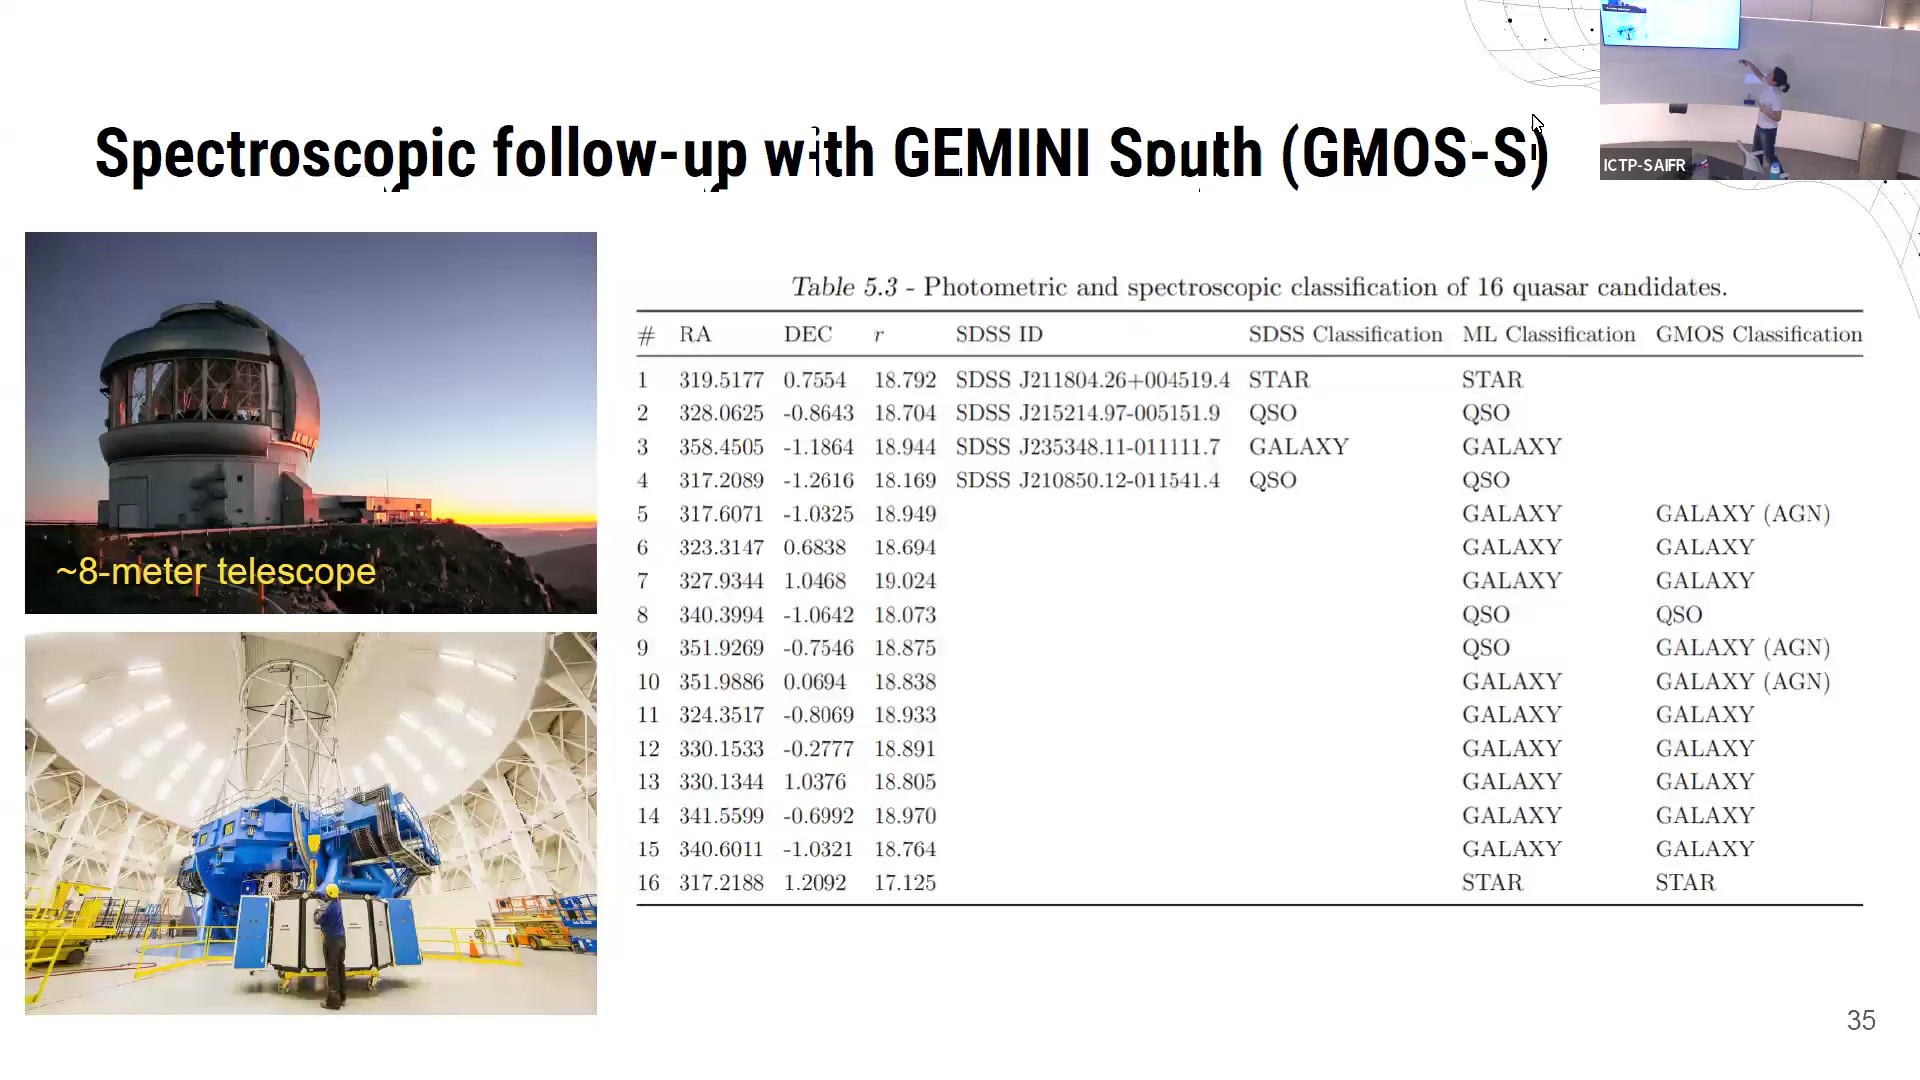 Spectroscopic follow-up with GEMINI South (GMOS-S)
ICTP-SAIFR
~8-meter telescope
Table 5.3 - Photometric and spectroscopic classification of 16 quasar candidates.
# RA DEC r SDSS ID SDSS Classification ML Classification GMOS Classification
1 319.5177 0.7554 18.792 SDSS J211804.26+004519.4 STAR STAR
2 328.0625 -0.8643 18.704 SDSS J215214.97-005151.9 QSO QSO
3 358.4505 -1.1864 18.944 SDSS J235348.11-011111.7 GALAXY GALAXY
4 317.2089 -1.2616 18.169 SDSS J210850.12-011541.4 QSO QSO
5 317.6071 -1.0325 18.949 GALAXY GALAXY (AGN)
6 323.3147 0.6838 18.694 GALAXY GALAXY
7 327.9344 1.0468 19.024 GALAXY GALAXY
8 340.3994 -1.0642 18.073 QSO QSO
9 351.9269 -0.7546 18.875 QSO GALAXY (AGN)
10 351.9886 0.0694 18.838 GALAXY GALAXY (AGN)
11 324.3517 -0.8069 18.933 GALAXY GALAXY
12 330.1533 -0.2777 18.891 GALAXY GALAXY
13 330.1344 1.0376 18.805 GALAXY GALAXY
14 341.5599 -0.6992 18.970 GALAXY GALAXY
15 340.6011 -1.0321 18.764 GALAXY GALAXY
16 317.2188 1.2092 17.125 STAR STAR
35